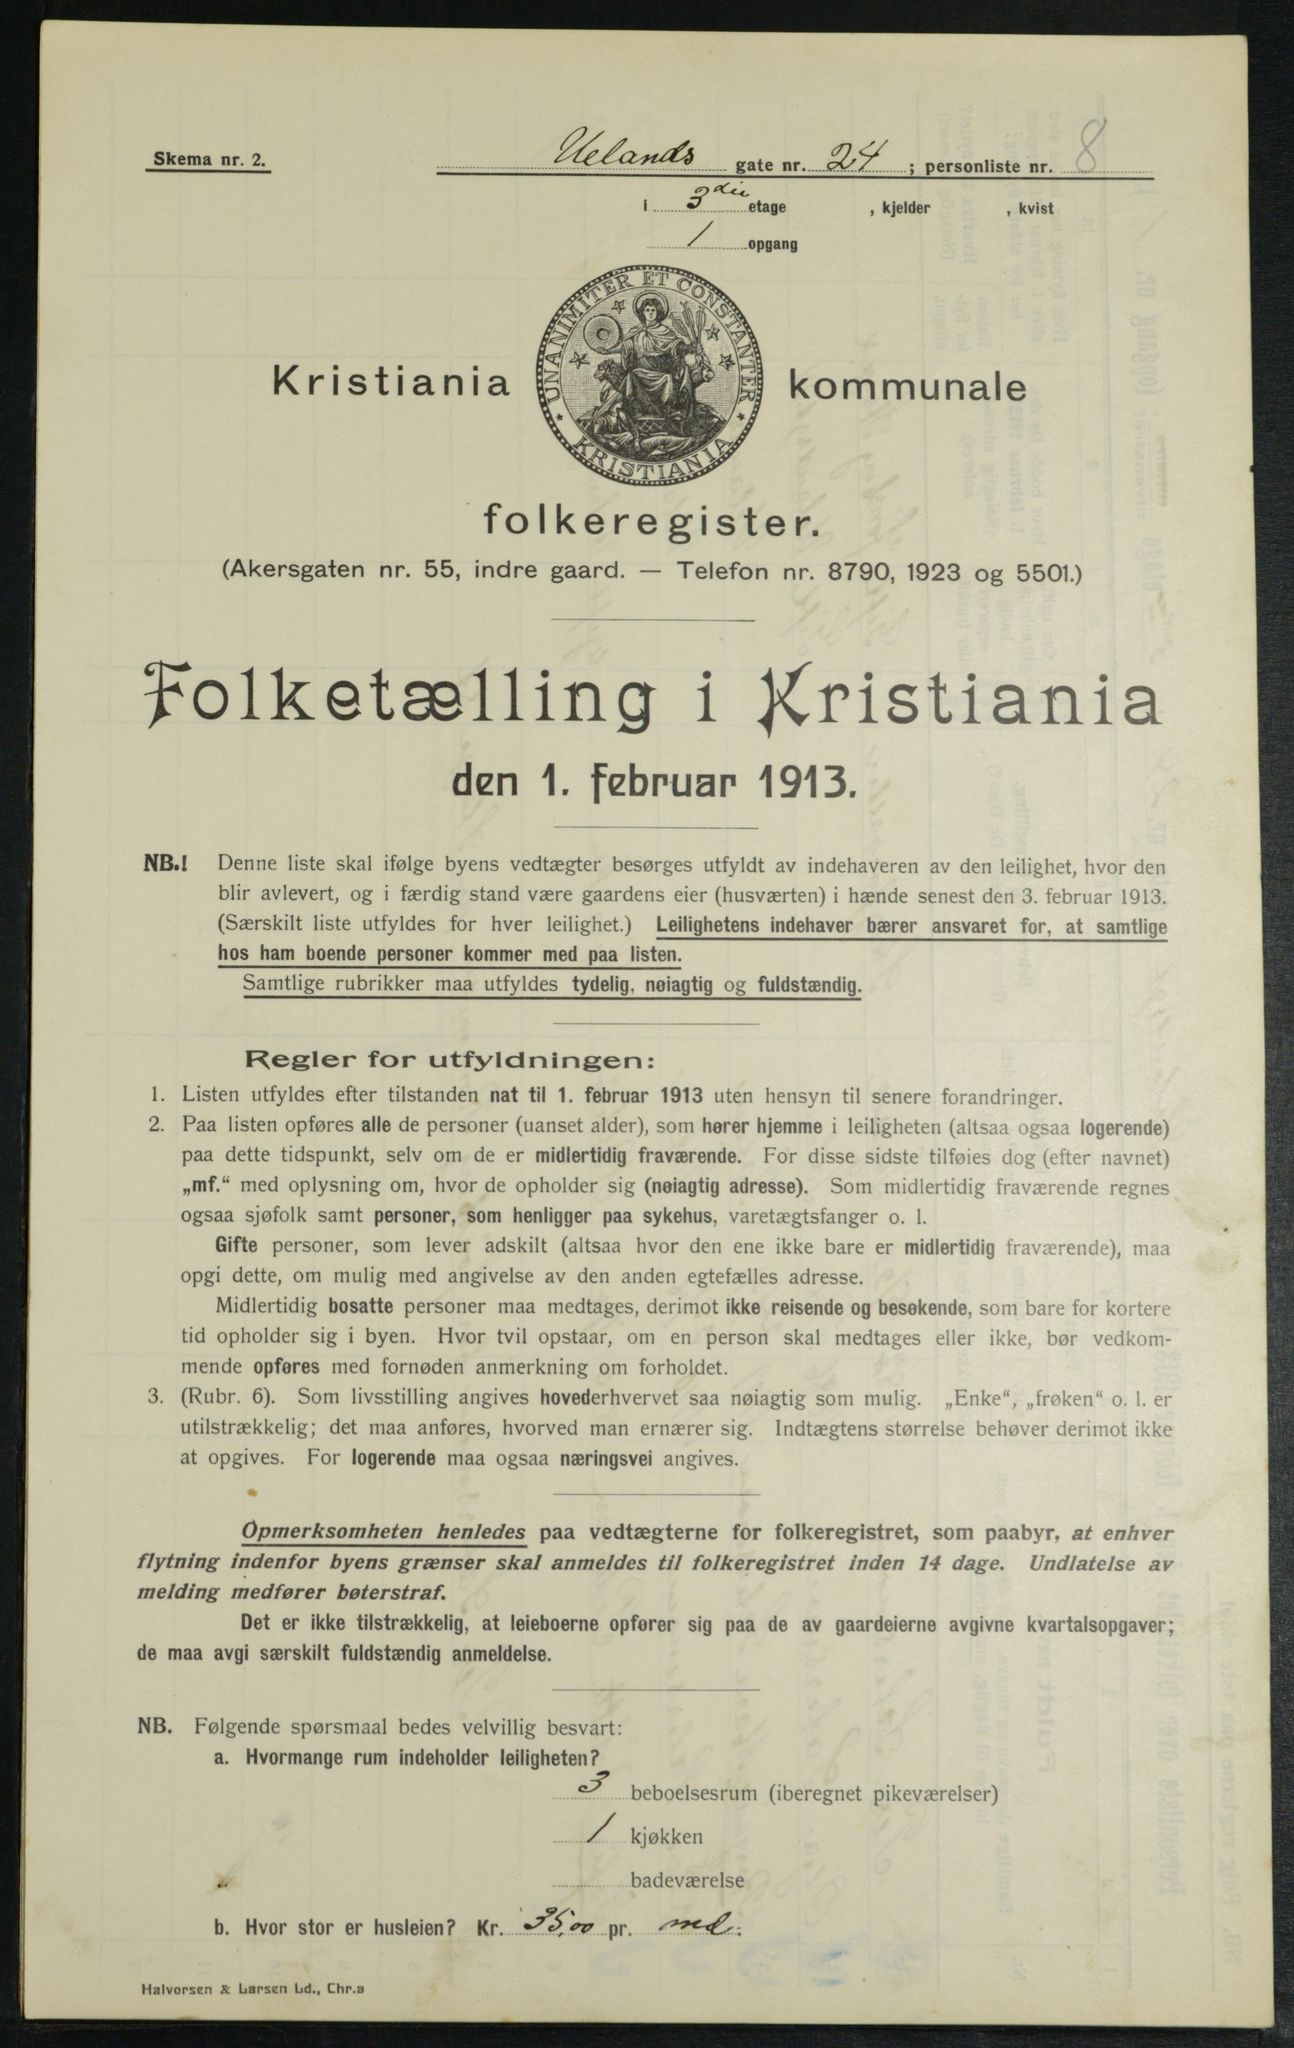 Skema nr. 2.
Uelands gate nr. 24 ; personliste nr. 8
i 3die etage , kjelder , kvist
1 opgang
UNANIMITER ET CONSTANTER
KRISTIANIA
Kristiania kommunale
folkeregister.
(Akersgaten nr. 55, indre gaard. — Telefon nr. 8790, 1923 og 5501.)
Folketælling i Kristiania
den 1. februar 1913.
NB.! Denne liste skal ifølge byens vedtægter besørges utfyldt av indehaveren av den leilighet, hvor den
blir avlevert, og i færdig stand være gaardens eier (husværten) i hænde senest den 3. februar 1913.
(Særskilt liste utfyldes for hver leilighet.) Leilighetens indehaver bærer ansvaret for, at samtlige
hos ham boende personer kommer med paa listen.
Samtlige rubrikker maa utfyldes tydelig, nøiagtig og fuldstændig.
Regler for utfyldningen:
1. Listen utfyldes efter tilstanden nat til 1. februar 1913 uten hensyn til senere forandringer.
2. Paa listen opføres alle de personer (uanset alder), som hører hjemme i leiligheten (altsaa ogsaa logerende)
paa dette tidspunkt, selv om de er midlertidig fraværende. For disse sidste tilføies dog (efter navnet)
„mf.“ med oplysning om, hvor de opholder sig (nøiagtig adresse). Som midlertidig fraværende regnes
ogsaa sjøfolk samt personer, som henligger paa sykehus, varetægtsfanger o. l.
Gifte personer, som lever adskilt (altsaa hvor den ene ikke bare er midlertidig fraværende), maa
opgi dette, om mulig med angivelse av den anden egtefælles adresse.
Midlertidig bosatte personer maa medtages, derimot ikke reisende og besøkende, som bare for kortere
tid opholder sig i byen. Hvor tvil opstaar, om en person skal medtages eller ikke, bør vedkom-
mende opføres med fornøden anmerkning om forholdet.
3. (Rubr. 6). Som livsstilling angives hovederhvervet saa nøiagtig som mulig. „Enke“, „frøken“ o. l. er
utilstrækkelig; det maa anføres, hvorved man ernærer sig. Indtægtens størrelse behøver derimot ikke
at opgives. For logerende maa ogsaa næringsvei angives.
Opmerksomheten henledes paa vedtægterne for folkeregistret, som paabyr, at enhver
flytning indenfor byens grænser skal anmeldes til folkeregistret inden 14 dage. Undlatelse av
melding medfører bøterstraf.
Det er ikke tilstrækkelig, at leieboerne opfører sig paa de av gaardeierne avgivne kvartalsopgaver;
de maa avgi særskilt fuldstændig anmeldelse.
NB. Følgende spørsmaal bedes velvillig besvart:
a. Hvormange rum indeholder leiligheten?
3 beboelsesrum (iberegnet pikeværelser)
1 kjøkken
badeværelse
b. Hvor stor er husleien? Kr. 35,00 pr. md.
Halvorsen & Larsen Ld., Chr.a